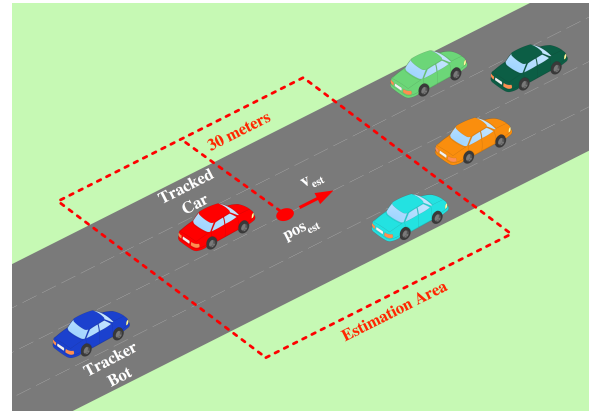 30 meters
Tracked
Car
v_est
pos_est
Estimation Area
Tracker
Bot